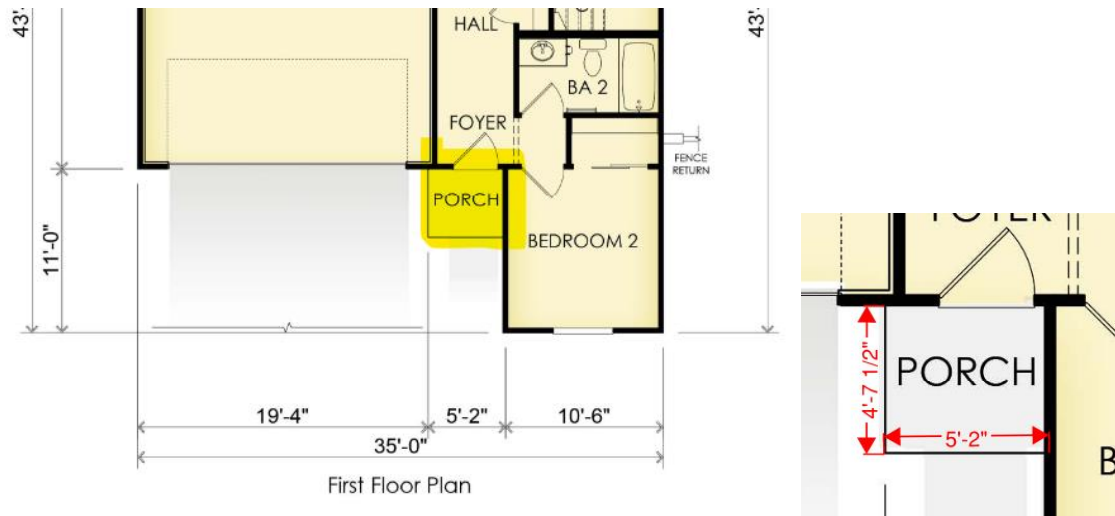 43'
HALL
43'
BA 2
FOYER
FENCE
RETURN
PORCH
BEDROOM 2
11'-0"
19'-4"
5'-2"
10'-6"
35'-0"
First Floor Plan
PORCH
4'-7 1/2"
5'-2"
B